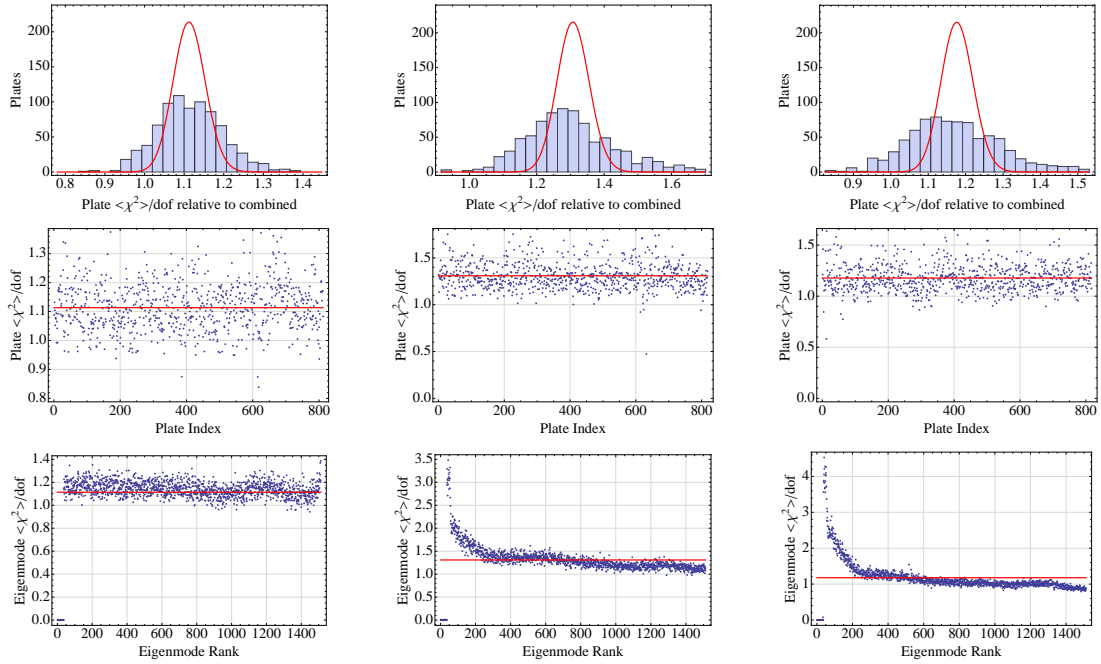 200
150
100
50
0
Plates
0.8 0.9 1.0 1.1 1.2 1.3 1.4
Plate <χ²>/dof relative to combined
200
150
100
50
0
Plates
1.0 1.2 1.4 1.6
Plate <χ²>/dof relative to combined
200
150
100
50
0
Plates
0.9 1.0 1.1 1.2 1.3 1.4 1.5
Plate <χ²>/dof relative to combined
1.3
1.2
1.1
1.0
0.9
0.8
Plate <χ²>/dof
0 200 400 600 800
Plate Index
1.5
1.0
0.5
0.0
Plate <χ²>/dof
0 200 400 600 800
Plate Index
1.5
1.0
0.5
0.0
Plate <χ²>/dof
0 200 400 600 800
Plate Index
1.4
1.2
1.0
0.8
0.6
0.4
0.2
0.0
Eigenmode <χ²>/dof
0 200 400 600 800 1000 1200 1400
Eigenmode Rank
3.5
3.0
2.5
2.0
1.5
1.0
0.5
0.0
Eigenmode <χ²>/dof
0 200 400 600 800 1000 1200 1400
Eigenmode Rank
4
3
2
1
0
Eigenmode <χ²>/dof
0 200 400 600 800 1000 1200 1400
Eigenmode Rank